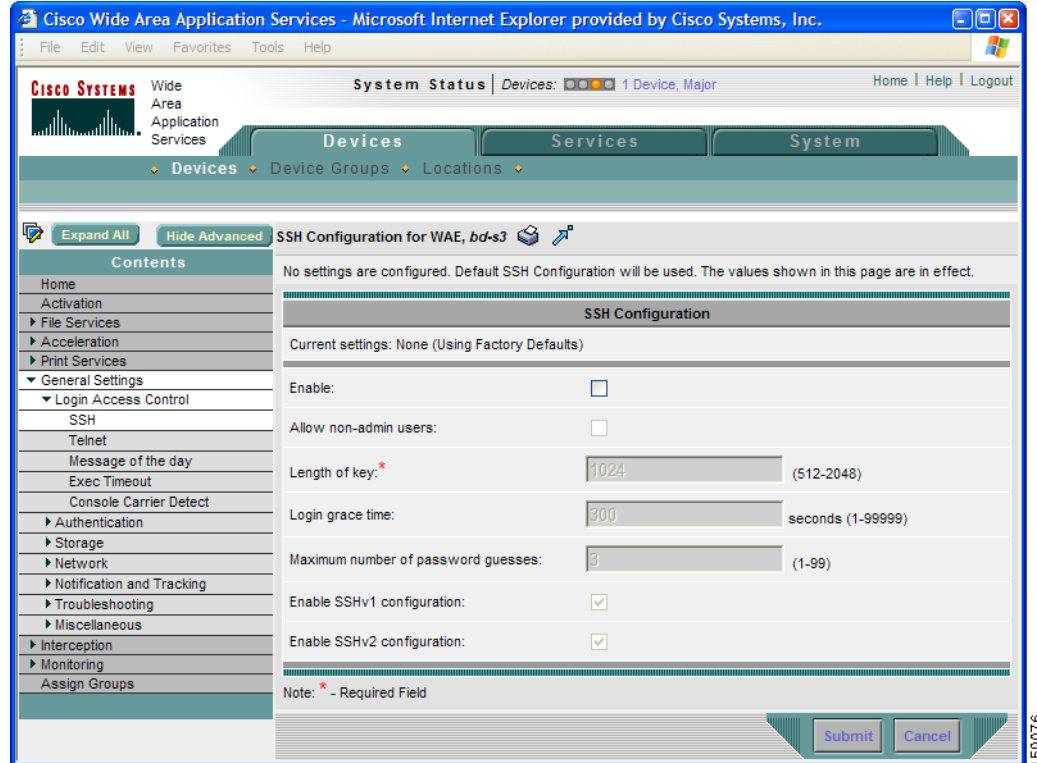 Cisco Wide Area Application Services - Microsoft Internet Explorer provided by Cisco Systems, Inc.
File Edit View Favorites Tools Help
CISCO SYSTEMS
Wide
Area
Application
Services
System Status Devices: 1 Device, Major
Home | Help | Logout
Devices Services System
Devices Device Groups Locations
Expand All Hide Advanced
SSH Configuration for WAE, bd-s3
Contents
Home
Activation
File Services
Acceleration
Print Services
General Settings
Login Access Control
SSH
Telnet
Message of the day
Exec Timeout
Console Carrier Detect
Authentication
Storage
Network
Notification and Tracking
Troubleshooting
Miscellaneous
Interception
Monitoring
Assign Groups
No settings are configured. Default SSH Configuration will be used. The values shown in this page are in effect.
SSH Configuration
Current settings: None (Using Factory Defaults)
Enable:
Allow non-admin users:
Length of key:* 1024 (512-2048)
Login grace time: 300 seconds (1-99999)
Maximum number of password guesses: 3 (1-99)
Enable SSHv1 configuration:
Enable SSHv2 configuration:
Note: * - Required Field
Submit Cancel